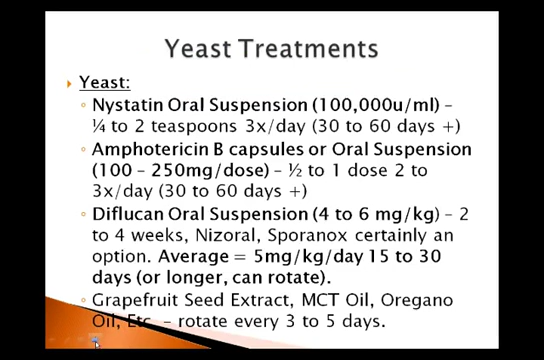 Yeast Treatments
Yeast:
Nystatin Oral Suspension (100,000u/ml) –
¼ to 2 teaspoons 3x/day (30 to 60 days +)
Amphotericin B capsules or Oral Suspension
(100 – 250mg/dose) – ½ to 1 dose 2 to
3x/day (30 to 60 days +)
Diflucan Oral Suspension (4 to 6 mg/kg) – 2
to 4 weeks, Nizoral, Sporanox certainly an
option. Average = 5mg/kg/day 15 to 30
days (or longer, can rotate).
Grapefruit Seed Extract, MCT Oil, Oregano
Oil, Etc – rotate every 3 to 5 days.